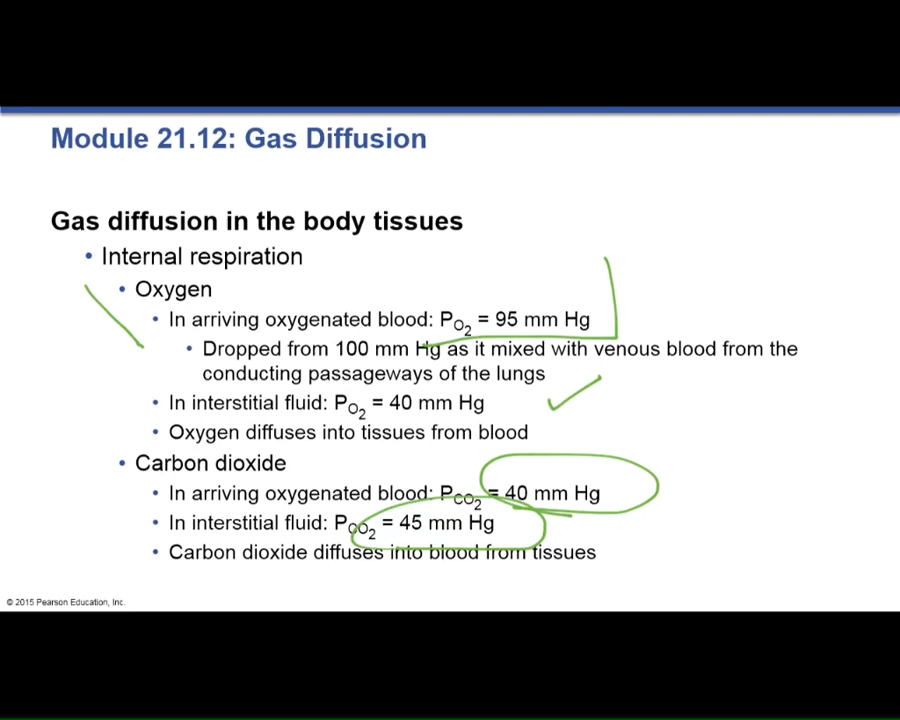 Module 21.12: Gas Diffusion
Gas diffusion in the body tissues
• Internal respiration
• Oxygen
• In arriving oxygenated blood: PO2 = 95 mm Hg
• Dropped from 100 mm Hg as it mixed with venous blood from the
conducting passageways of the lungs
• In interstitial fluid: PO2 = 40 mm Hg
• Oxygen diffuses into tissues from blood
• Carbon dioxide
• In arriving oxygenated blood: PCO2 = 40 mm Hg
• In interstitial fluid: PCO2 = 45 mm Hg
• Carbon dioxide diffuses into blood from tissues
© 2015 Pearson Education, Inc.